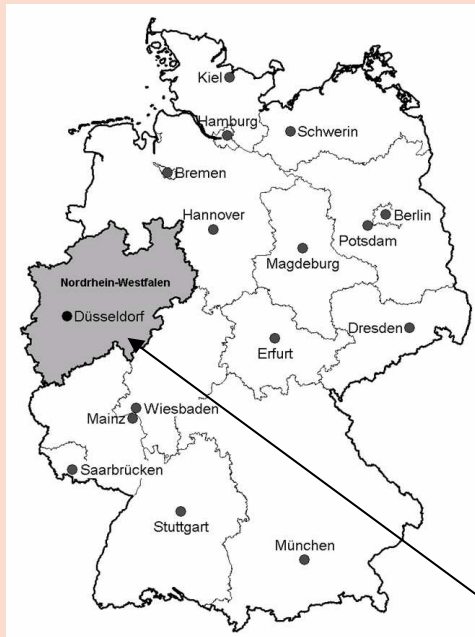 Kiel
Hamburg
Schwerin
Bremen
Hannover
Berlin
Potsdam
Magdeburg
Nordrhein-Westfalen
Düsseldorf
Dresden
Erfurt
Wiesbaden
Mainz
Saarbrücken
Stuttgart
München